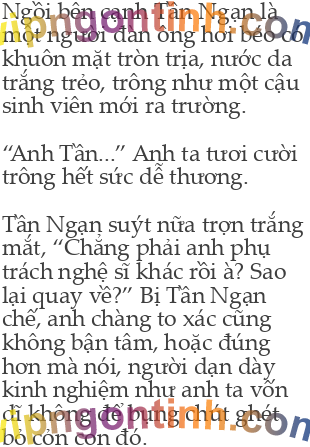 Ngồi bên cạnh Tần Ngạn là
một người đàn ông hơi béo có
khuôn mặt tròn trịa, nước da
trắng trẻo, trông như một cậu
sinh viên mới ra trường.
“Anh Tần...” Anh ta tươi cười
trông hết sức dễ thương.
Tần Ngạn suýt nữa trợn trắng
mắt, “Chẳng phải anh phụ
trách nghệ sĩ khác rồi à? Sao
lại quay về?” Bị Tần Ngạn
chế, anh chàng to xác cũng
không bận tâm, hoặc đúng
hơn mà nói, người dạn dày
kinh nghiệm như anh ta vốn
dĩ không để bụng chút ghét
bỏ cỏn con đó.
vipngontinh.com
vipngontinh.com